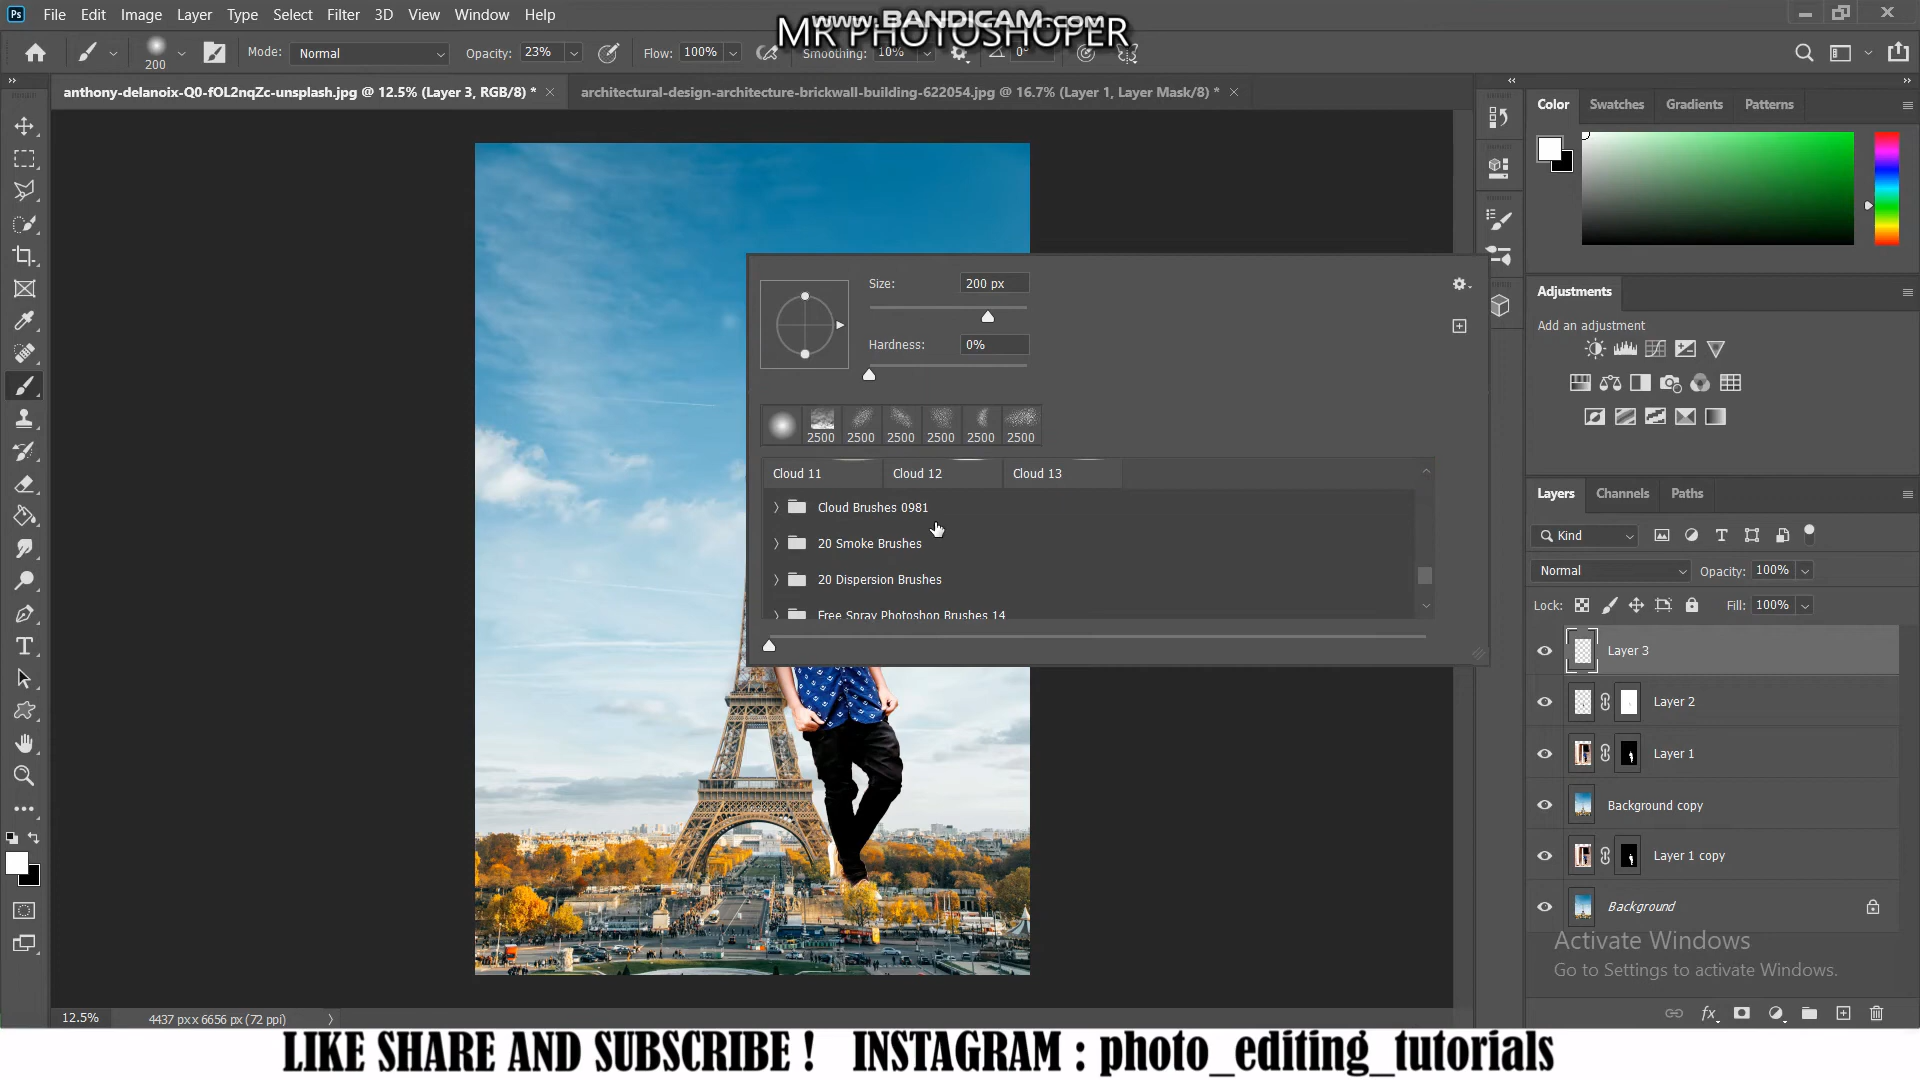 File Edit Image Layer Type Select Filter 3D View Window Help
www.BANDICAM.com
MR PHOTOSHOPER
200 Mode: Normal Opacity: 23% Flow: 100% Smoothing: 10% 0°
anthony-delanoix-Q0-fOL2nqZc-unsplash.jpg @ 12.5% (Layer 3, RGB/8) *
architectural-design-architecture-brickwall-building-622054.jpg @ 16.7% (Layer 1, Layer Mask/8) *
Color Swatches Gradients Patterns
Size: 200 px
Hardness: 0%
2500 2500 2500 2500 2500 2500
Cloud 11 Cloud 12 Cloud 13
Cloud Brushes 0981
20 Smoke Brushes
20 Dispersion Brushes
Free Spray Photoshop Brushes 14
Adjustments
Add an adjustment
Layers Channels Paths
Kind
Normal Opacity: 100%
Lock: Fill: 100%
Layer 3
Layer 2
Layer 1
Background copy
Layer 1 copy
Background
Activate Windows
Go to Settings to activate Windows.
12.5% 4437 px x 6656 px (72 ppi)
LIKE SHARE AND SUBSCRIBE ! INSTAGRAM : photo_editing_tutorials